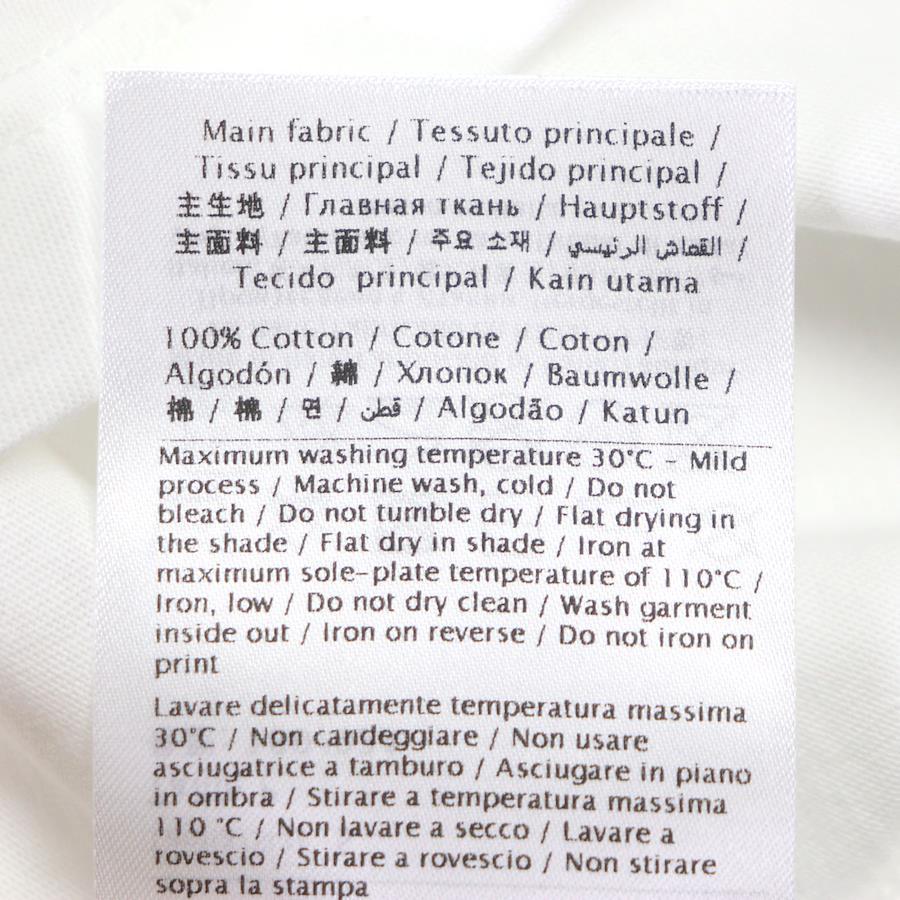 Main fabric / Tessuto principale /
Tissu principal / Tejido principal /
主生地 / Главная ткань / Hauptstoff /
主面料 / 主面料 / 주요 소재 / القماش الرئيسي /
Tecido principal / Kain utama
100% Cotton / Cotone / Coton /
Algodón / 綿 / Хлопок / Baumwolle /
棉 / 棉 / 면 / قطن / Algodão / Katun
Maximum washing temperature 30°C - Mild
process / Machine wash, cold / Do not
bleach / Do not tumble dry / Flat drying in
the shade / Flat dry in shade / Iron at
maximum sole-plate temperature of 110°C /
Iron, low / Do not dry clean / Wash garment
inside out / Iron on reverse / Do not iron on
print
Lavare delicatamente temperatura massima
30°C / Non candeggiare / Non usare
asciugatrice a tamburo / Asciugare in piano
in ombra / Stirare a temperatura massima
110 °C / Non lavare a secco / Lavare a
rovescio / Stirare a rovescio / Non stirare
sopra la stampa